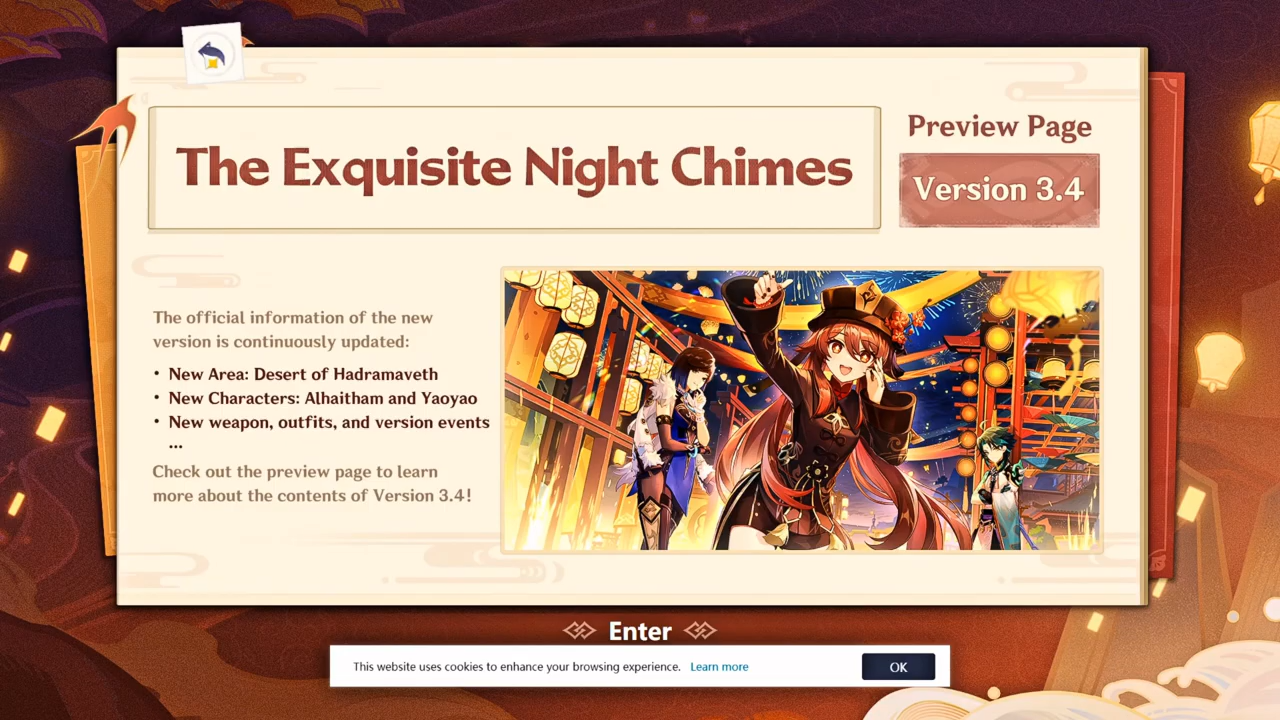 The Exquisite Night Chimes
Preview Page
Version 3.4
The official information of the new
version is continuously updated:
• New Area: Desert of Hadramaveth
• New Characters: Alhaitham and Yaoyao
• New weapon, outfits, and version events
...
Check out the preview page to learn
more about the contents of Version 3.4!
Enter
This website uses cookies to enhance your browsing experience. Learn more
OK